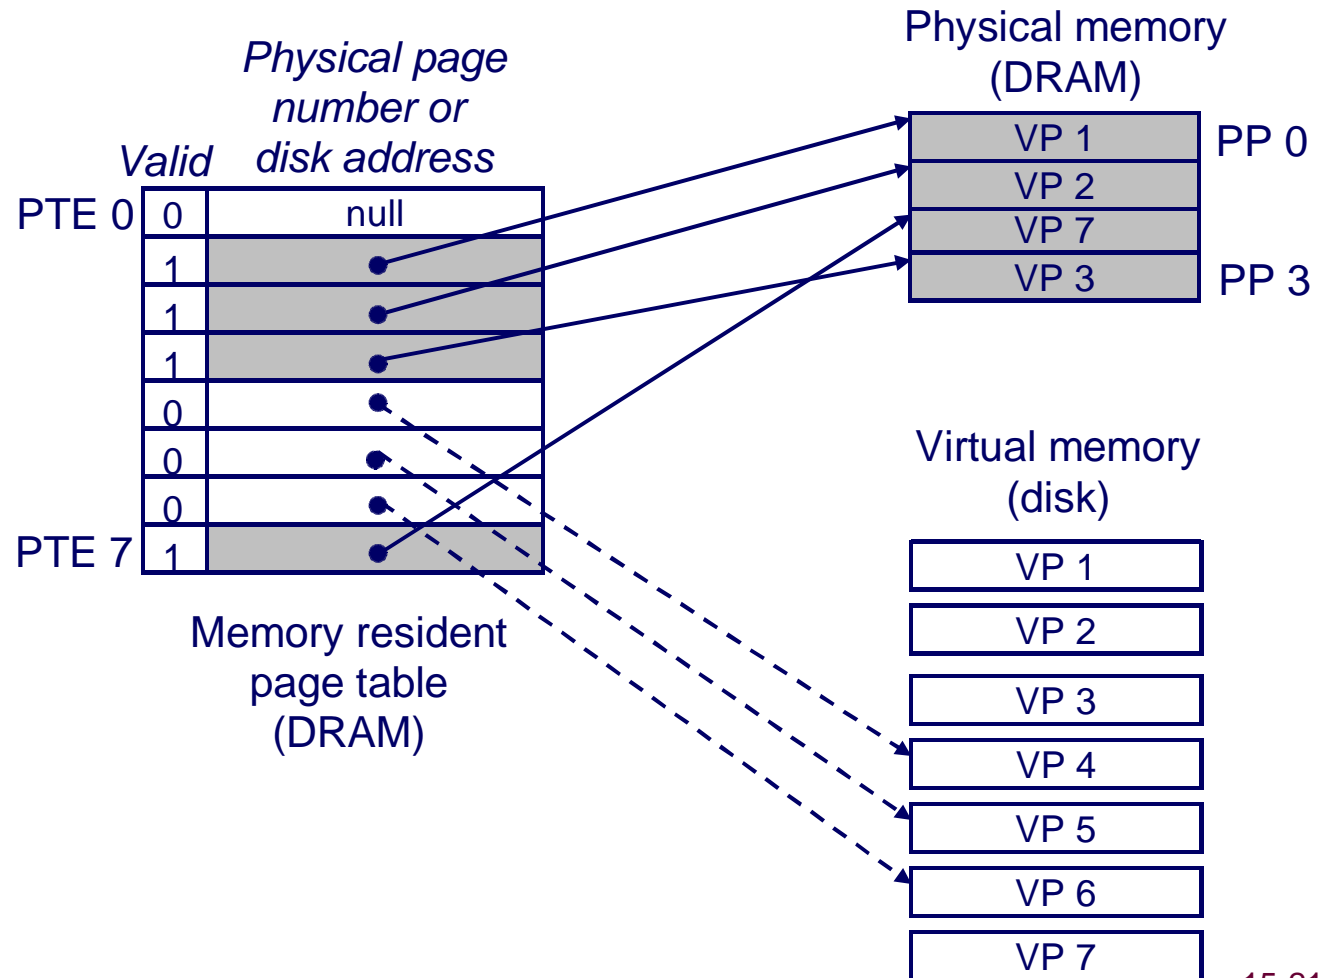 Physical page
number or
disk address
Valid
PTE 0
0
null
1
1
1
0
0
0
PTE 7
1
Memory resident
page table
(DRAM)
Physical memory
(DRAM)
VP 1
PP 0
VP 2
VP 7
VP 3
PP 3
Virtual memory
(disk)
VP 1
VP 2
VP 3
VP 4
VP 5
VP 6
VP 7